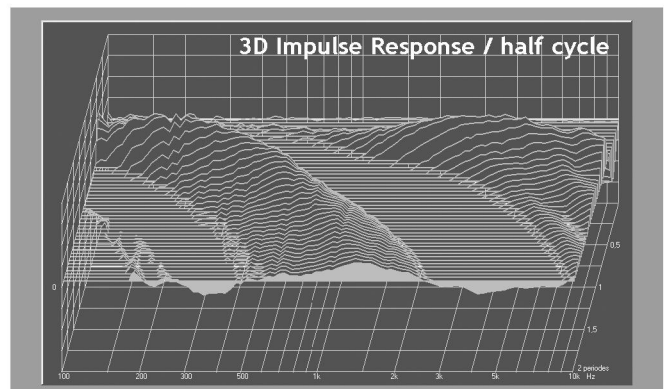 3D Impulse Response / half cycle
0,5
0
1
1,5
2 periodes
100 200 300 500 1k 2k 3k 5k 10k Hz